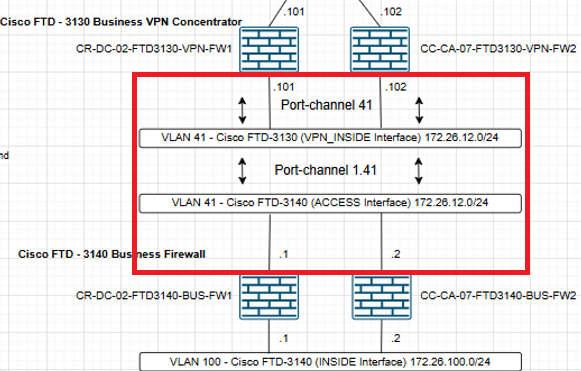 .101 .102
Cisco FTD - 3130 Business VPN Concentrator
CR-DC-02-FTD3130-VPN-FW1 CC-CA-07-FTD3130-VPN-FW2
.101 .102
Port-channel 41
VLAN 41 - Cisco FTD-3130 (VPN_INSIDE Interface) 172.26.12.0/24
nd
Port-channel 1.41
VLAN 41 - Cisco FTD-3140 (ACCESS Interface) 172.26.12.0/24
Cisco FTD - 3140 Business Firewall .1 .2
CR-DC-02-FTD3140-BUS-FW1 CC-CA-07-FTD3140-BUS-FW2
.1 .2
VLAN 100 - Cisco FTD-3140 (INSIDE Interface) 172.26.100.0/24